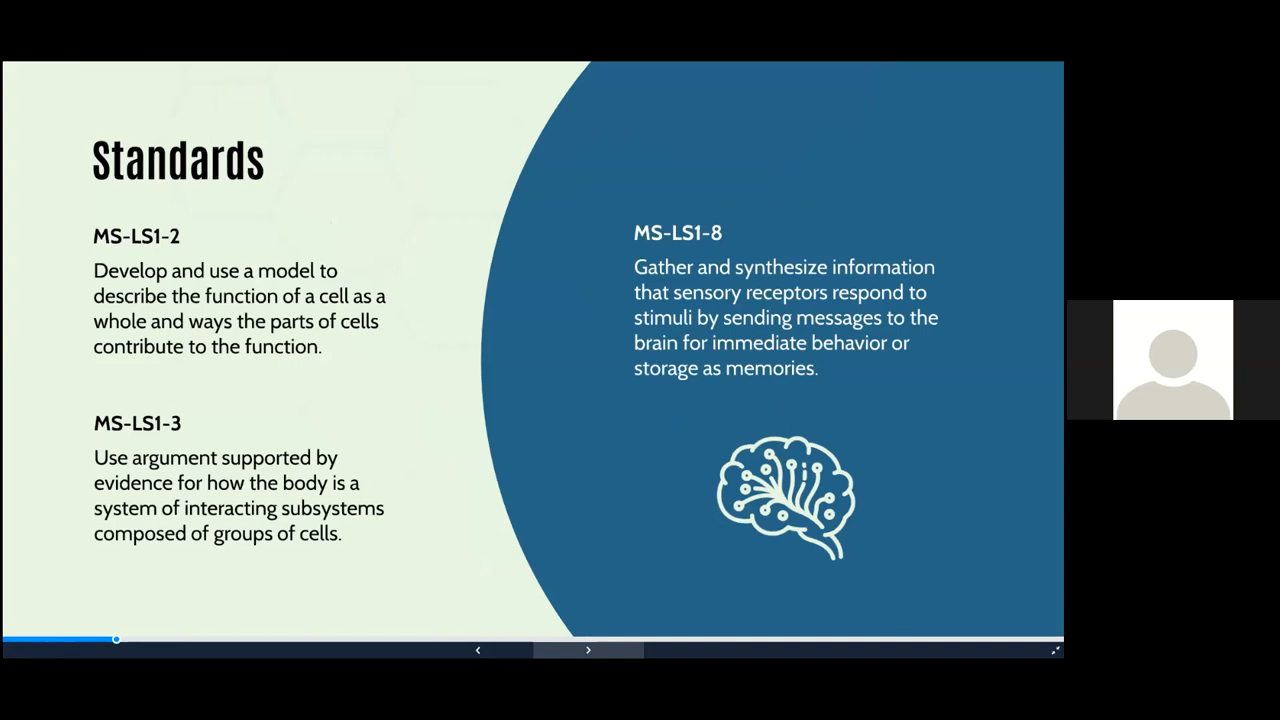 Standards
MS-LS1-2
Develop and use a model to
describe the function of a cell as a
whole and ways the parts of cells
contribute to the function.
MS-LS1-3
Use argument supported by
evidence for how the body is a
system of interacting subsystems
composed of groups of cells.
MS-LS1-8
Gather and synthesize information
that sensory receptors respond to
stimuli by sending messages to the
brain for immediate behavior or
storage as memories.